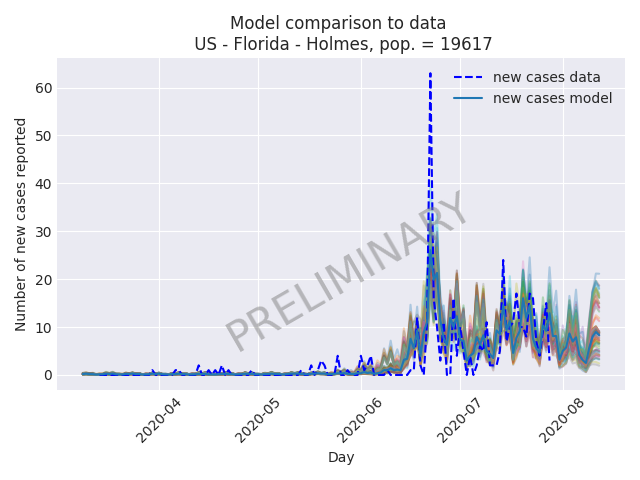 Model comparison to data
US - Florida - Holmes, pop. = 19617
Number of new cases reported
60
50
40
30
20
10
0
new cases data
new cases model
PRELIMINARY
2020-04
2020-05
2020-06
2020-07
2020-08
Day